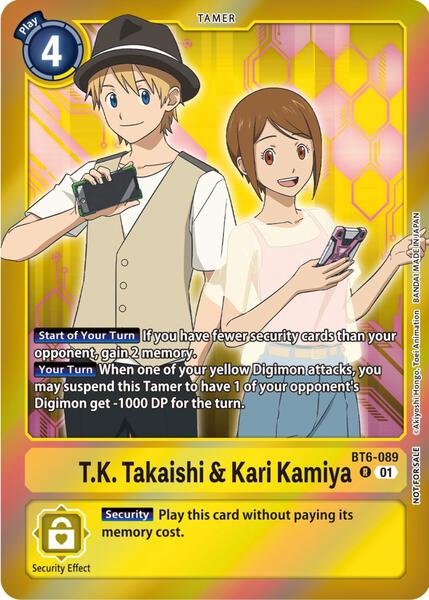 TAMER
Play
4
Start of Your Turn If you have fewer security cards than your
opponent, gain 2 memory.
Your Turn When one of your yellow Digimon attacks, you
may suspend this Tamer to have 1 of your opponent's
Digimon get -1000 DP for the turn.
©Akiyoshi Hongo, Toei Animation BANDAI MADE IN JAPAN
NOT FOR SALE
BT6-089
T.K. Takaishi & Kari Kamiya R 01
Security Play this card without paying its
memory cost.
Security Effect